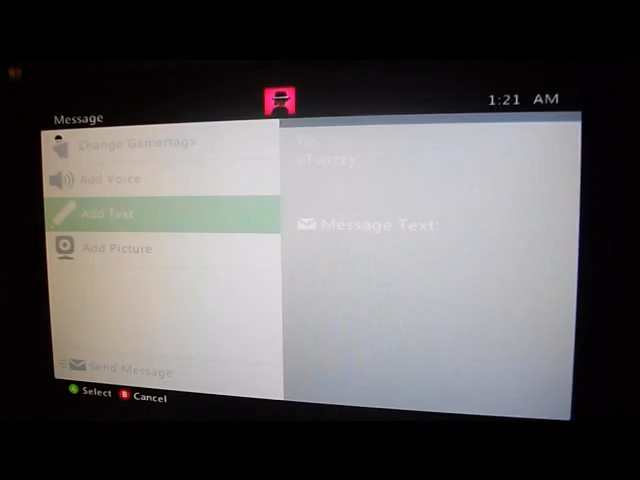 1:21 AM
Message
Change Gamertags
Add Voice
Add Text
Add Picture
Send Message
To:
xTwizzy
Message Text:
Select
Cancel